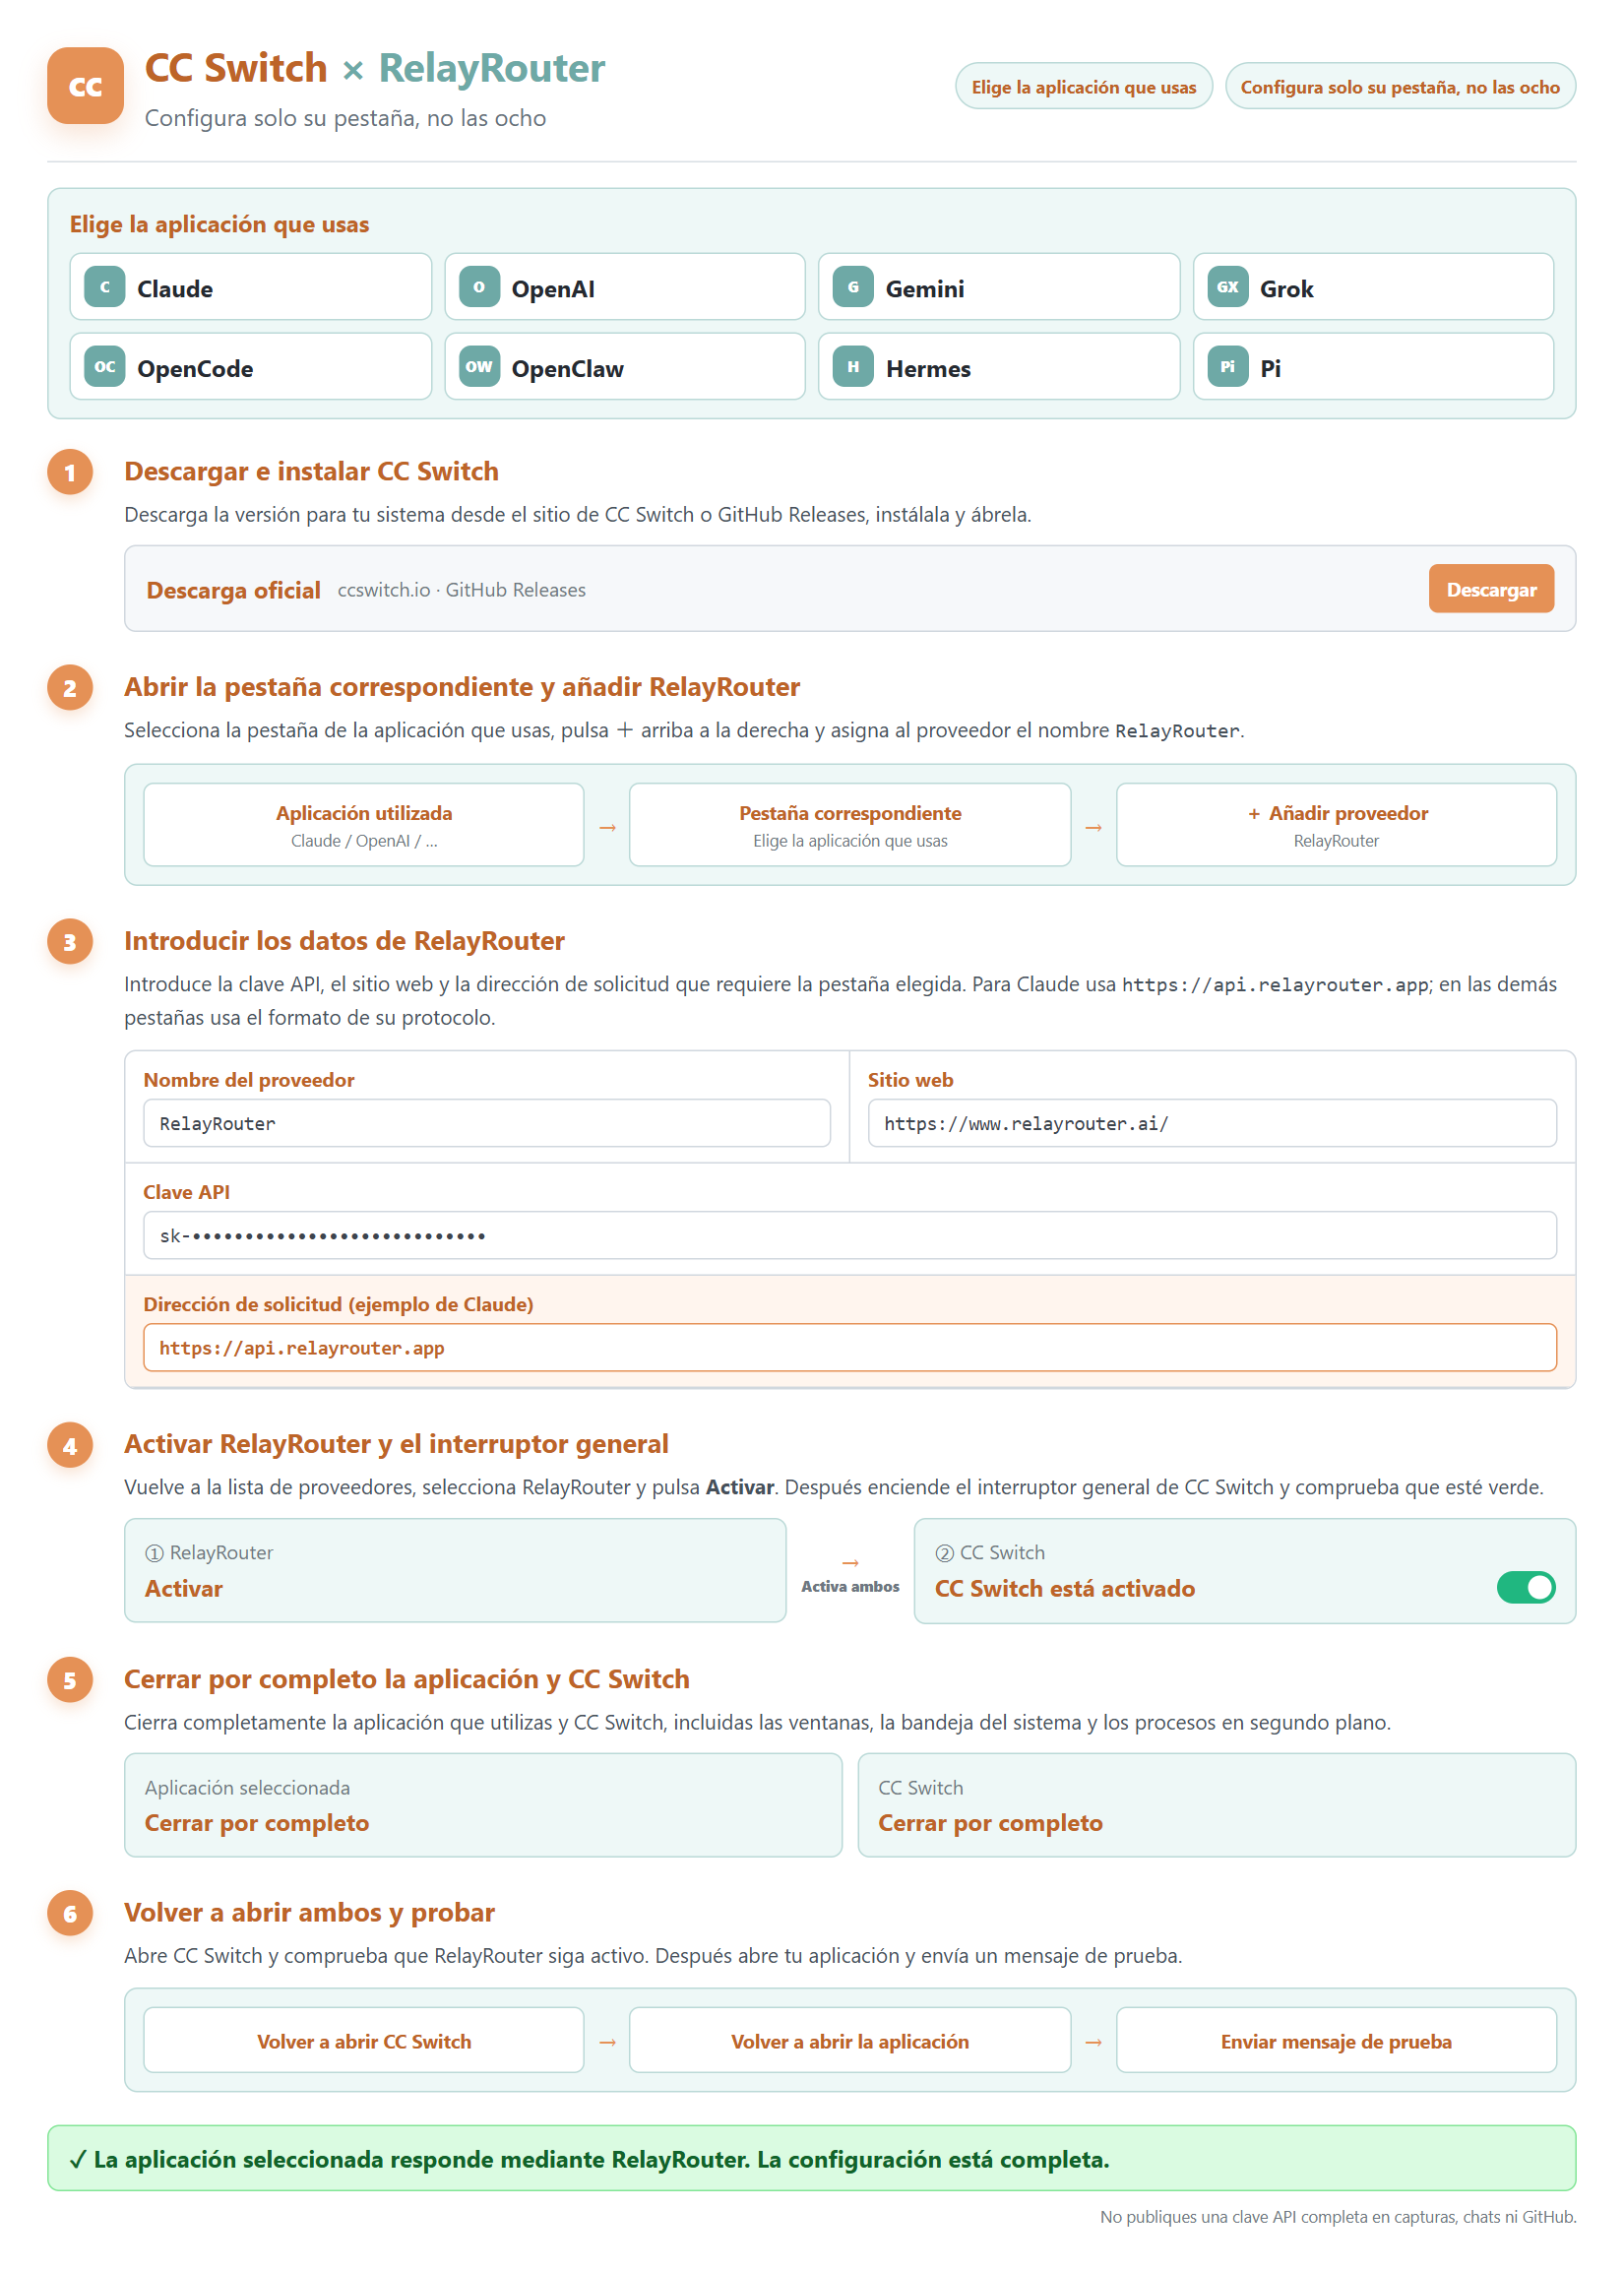 cc
CC Switch × RelayRouter
Configura solo su pestaña, no las ocho
Elige la aplicación que usas
Configura solo su pestaña, no las ocho
Elige la aplicación que usas
C Claude
O OpenAI
G Gemini
GX Grok
OC OpenCode
OW OpenClaw
H Hermes
Pi Pi
1 Descargar e instalar CC Switch
Descarga la versión para tu sistema desde el sitio de CC Switch o GitHub Releases, instálala y ábrela.
Descarga oficial ccswitch.io · GitHub Releases
Descargar
2 Abrir la pestaña correspondiente y añadir RelayRouter
Selecciona la pestaña de la aplicación que usas, pulsa + arriba a la derecha y asigna al proveedor el nombre RelayRouter.
Aplicación utilizada
Claude / OpenAI / ...
→
Pestaña correspondiente
Elige la aplicación que usas
→
+ Añadir proveedor
RelayRouter
3 Introducir los datos de RelayRouter
Introduce la clave API, el sitio web y la dirección de solicitud que requiere la pestaña elegida. Para Claude usa https://api.relayrouter.app; en las demás
pestañas usa el formato de su protocolo.
Nombre del proveedor
RelayRouter
Sitio web
https://www.relayrouter.ai/
Clave API
sk-••••••••••••••••••••••••••••
Dirección de solicitud (ejemplo de Claude)
https://api.relayrouter.app
4 Activar RelayRouter y el interruptor general
Vuelve a la lista de proveedores, selecciona RelayRouter y pulsa Activar. Después enciende el interruptor general de CC Switch y comprueba que esté verde.
① RelayRouter
Activar
→
Activa ambos
② CC Switch
CC Switch está activado
5 Cerrar por completo la aplicación y CC Switch
Cierra completamente la aplicación que utilizas y CC Switch, incluidas las ventanas, la bandeja del sistema y los procesos en segundo plano.
Aplicación seleccionada
Cerrar por completo
CC Switch
Cerrar por completo
6 Volver a abrir ambos y probar
Abre CC Switch y comprueba que RelayRouter siga activo. Después abre tu aplicación y envía un mensaje de prueba.
Volver a abrir CC Switch
→
Volver a abrir la aplicación
→
Enviar mensaje de prueba
✓ La aplicación seleccionada responde mediante RelayRouter. La configuración está completa.
No publiques una clave API completa en capturas, chats ni GitHub.